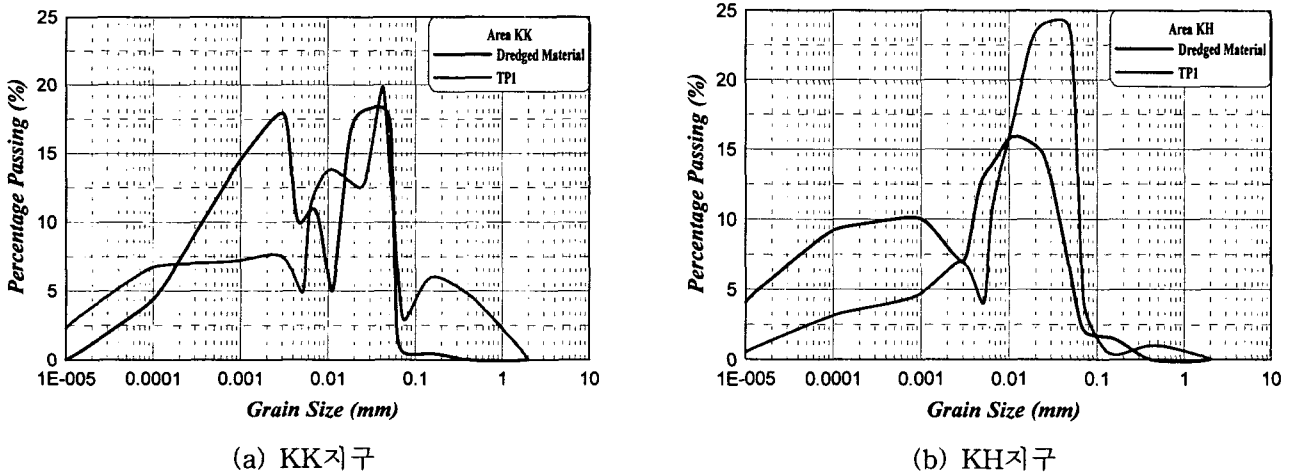 25
20
15
10
5
0
Percentage Passing (%)
Area KK
Dredged Material
TP1
1E-005
0.0001
0.001
0.01
0.1
1
10
Grain Size (mm)
(a) KK지구
25
20
15
10
5
0
Percentage Passing (%)
Area KH
Dredged Material
TP1
1E-005
0.0001
0.001
0.01
0.1
1
10
Grain Size (mm)
(b) KH지구